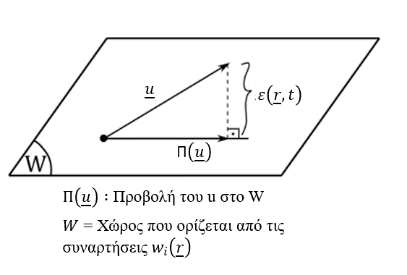 u
ε(r, t)
Π(u)
W
Π(u) : Προβολή του u στο W
W = Χώρος που ορίζεται από τις
συναρτήσεις wᵢ(r)